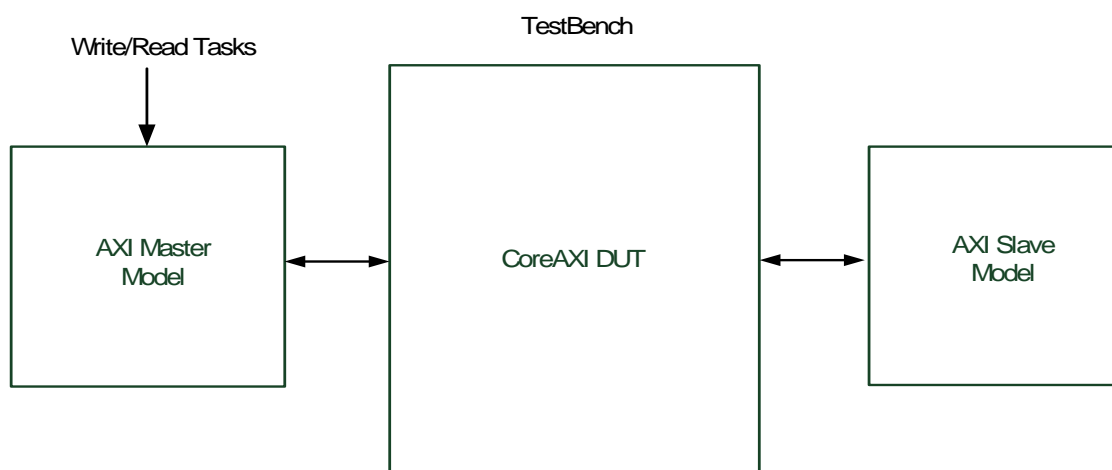 TestBench
Write/Read Tasks
AXI Master
Model
CoreAXI DUT
AXI Slave
Model